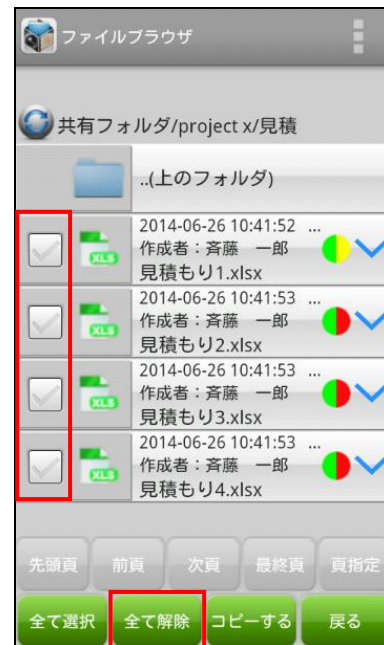 ファイルブラウザ
共有フォルダ/project x/見積
..(上のフォルダ)
2014-06-26 10:41:52 ...
作成者：斉藤　一郎
見積もり1.xlsx
XLS
2014-06-26 10:41:53 ...
作成者：斉藤　一郎
見積もり2.xlsx
XLS
2014-06-26 10:41:53 ...
作成者：斉藤　一郎
見積もり3.xlsx
XLS
2014-06-26 10:41:53 ...
作成者：斉藤　一郎
見積もり4.xlsx
XLS
先頭頁 前頁 次頁 最終頁 頁指定
全て選択 全て解除 コピーする 戻る